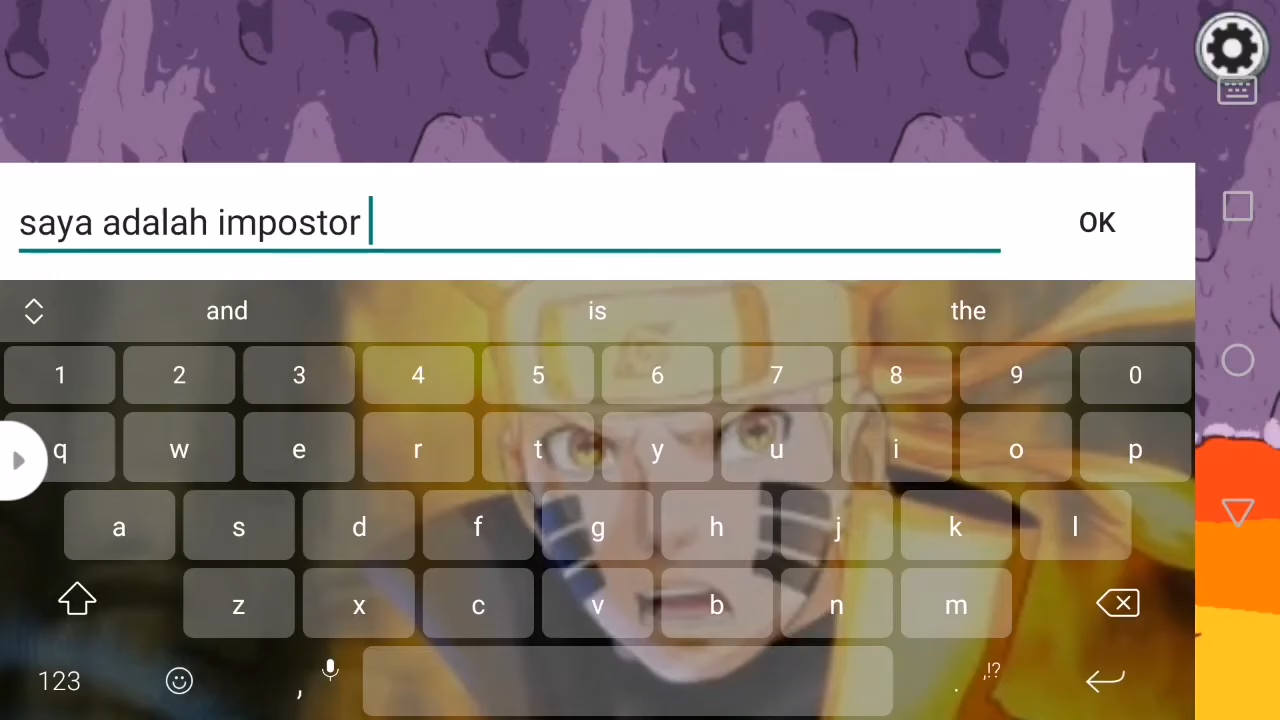 saya adalah impostor
OK
and is the
1 2 3 4 5 6 7 8 9 0
q w e r t y u i o p
a s d f g h j k l
z x c v b n m
123 , . ,!?